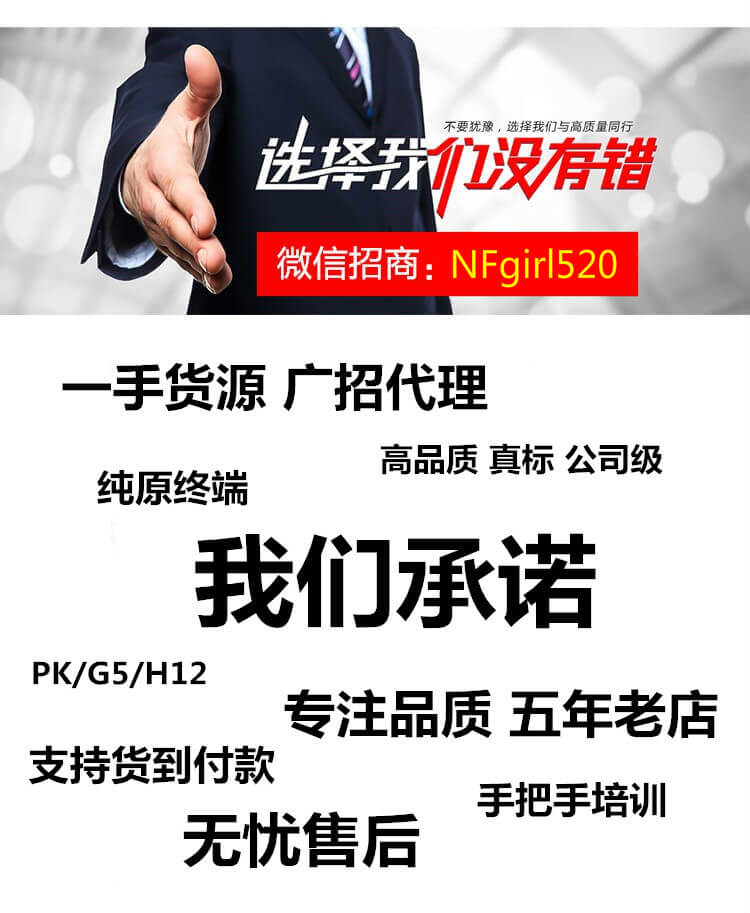 不要犹豫，选择我们与高质量同行
选择我们没有错
微信招商：NFgirl520
一手货源 广招代理
高品质 真标 公司级
纯原终端
我们承诺
PK/G5/H12
专注品质 五年老店
支持货到付款
手把手培训
无忧售后